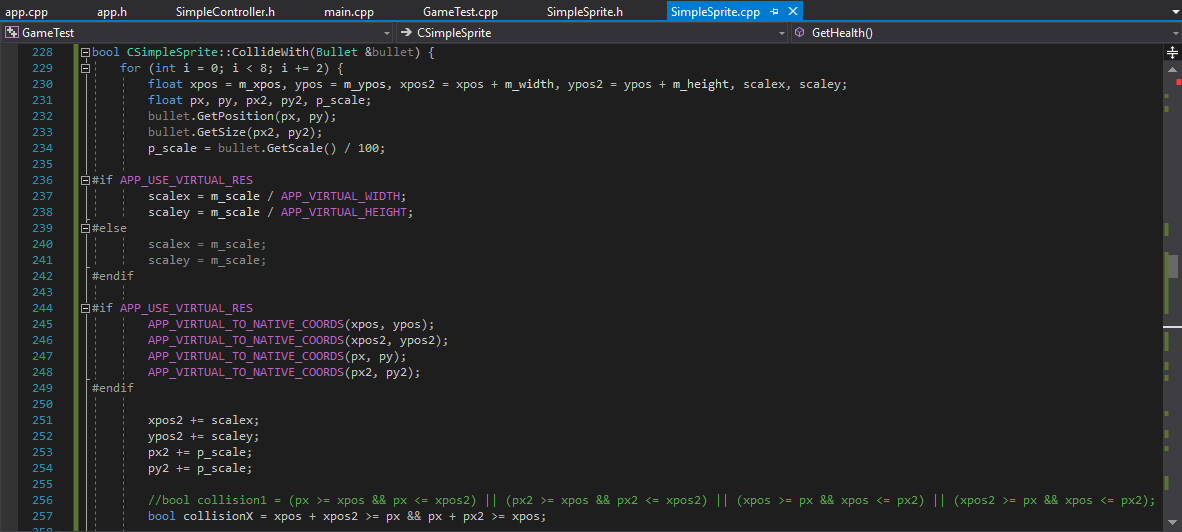 app.cpp app.h SimpleController.h main.cpp GameTest.cpp SimpleSprite.h SimpleSprite.cpp
GameTest CSimpleSprite GetHealth()
228 bool CSimpleSprite::CollideWith(Bullet &bullet) {
229 for (int i = 0; i < 8; i += 2) {
230 float xpos = m_xpos, ypos = m_ypos, xpos2 = xpos + m_width, ypos2 = ypos + m_height, scalex, scaley;
231 float px, py, px2, py2, p_scale;
232 bullet.GetPosition(px, py);
233 bullet.GetSize(px2, py2);
234 p_scale = bullet.GetScale() / 100;
235
236 #if APP_USE_VIRTUAL_RES
237 scalex = m_scale / APP_VIRTUAL_WIDTH;
238 scaley = m_scale / APP_VIRTUAL_HEIGHT;
239 #else
240 scalex = m_scale;
241 scaley = m_scale;
242 #endif
243
244 #if APP_USE_VIRTUAL_RES
245 APP_VIRTUAL_TO_NATIVE_COORDS(xpos, ypos);
246 APP_VIRTUAL_TO_NATIVE_COORDS(xpos2, ypos2);
247 APP_VIRTUAL_TO_NATIVE_COORDS(px, py);
248 APP_VIRTUAL_TO_NATIVE_COORDS(px2, py2);
249 #endif
250
251 xpos2 += scalex;
252 ypos2 += scaley;
253 px2 += p_scale;
254 py2 += p_scale;
255
256 //bool collision1 = (px >= xpos && px <= xpos2) || (px2 >= xpos && px2 <= xpos2) || (xpos >= px && xpos <= px2) || (xpos2 >= px && xpos <= px2);
257 bool collisionX = xpos + xpos2 >= px && px + px2 >= xpos;